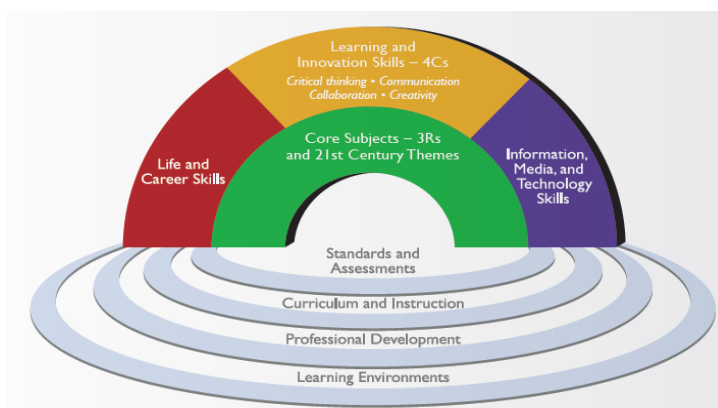 Learning and
Innovation Skills – 4Cs
Critical thinking • Communication
Collaboration • Creativity
Core Subjects – 3Rs
and 21st Century Themes
Life and
Career Skills
Information,
Media, and
Technology
Skills
Standards and
Assessments
Curriculum and Instruction
Professional Development
Learning Environments